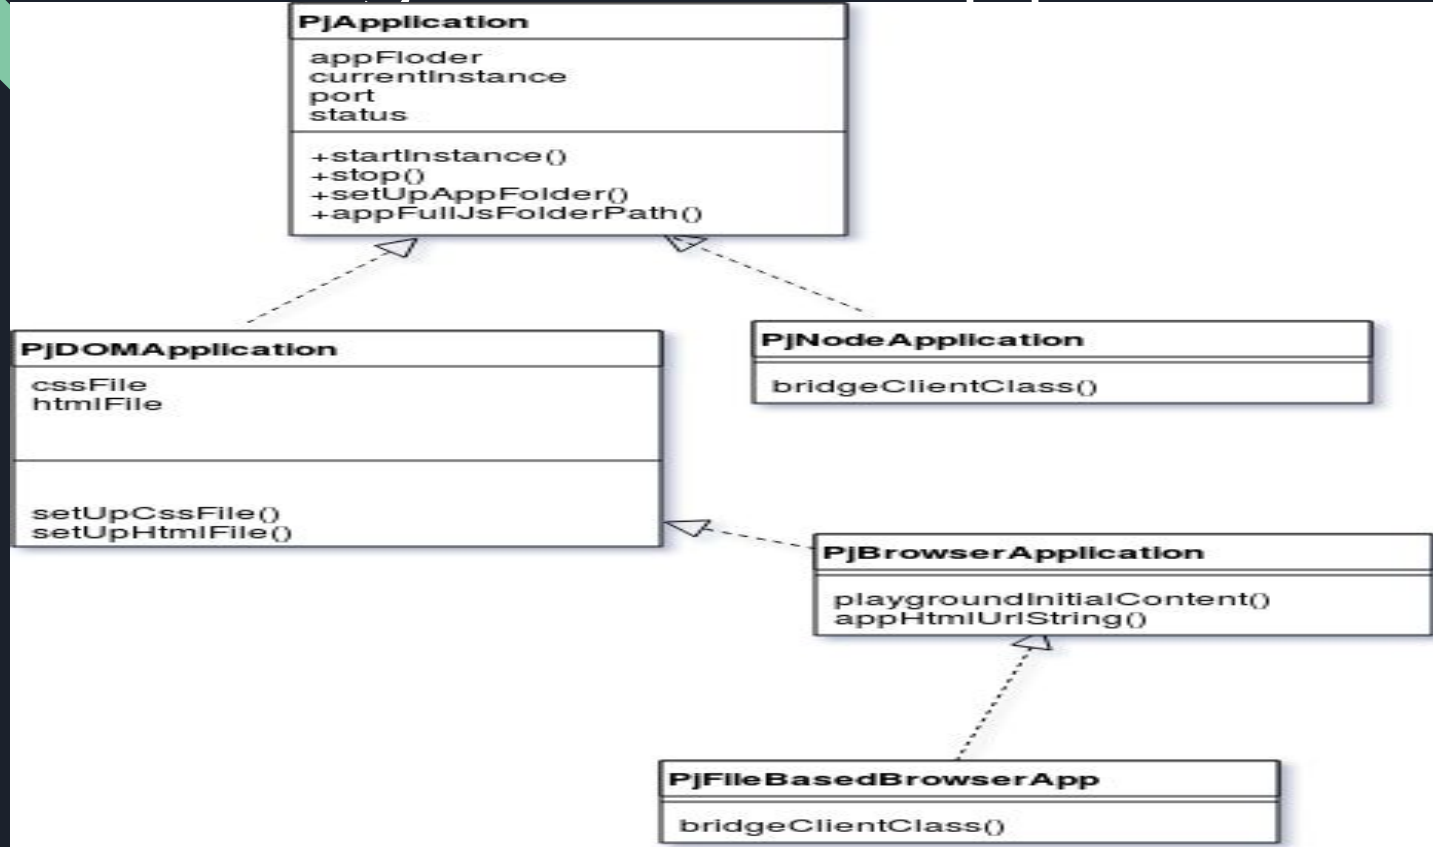 PjApplication
appFloder
currentInstance
port
status
+startInstance()
+stop()
+setUpAppFolder()
+appFullJsFolderPath()
PjDOMApplication
cssFile
htmlFile
setUpCssFile()
setUpHtmlFile()
PjNodeApplication
bridgeClientClass()
PjBrowserApplication
playgroundInitialContent()
appHtmlUrlString()
PjFileBasedBrowserApp
bridgeClientClass()